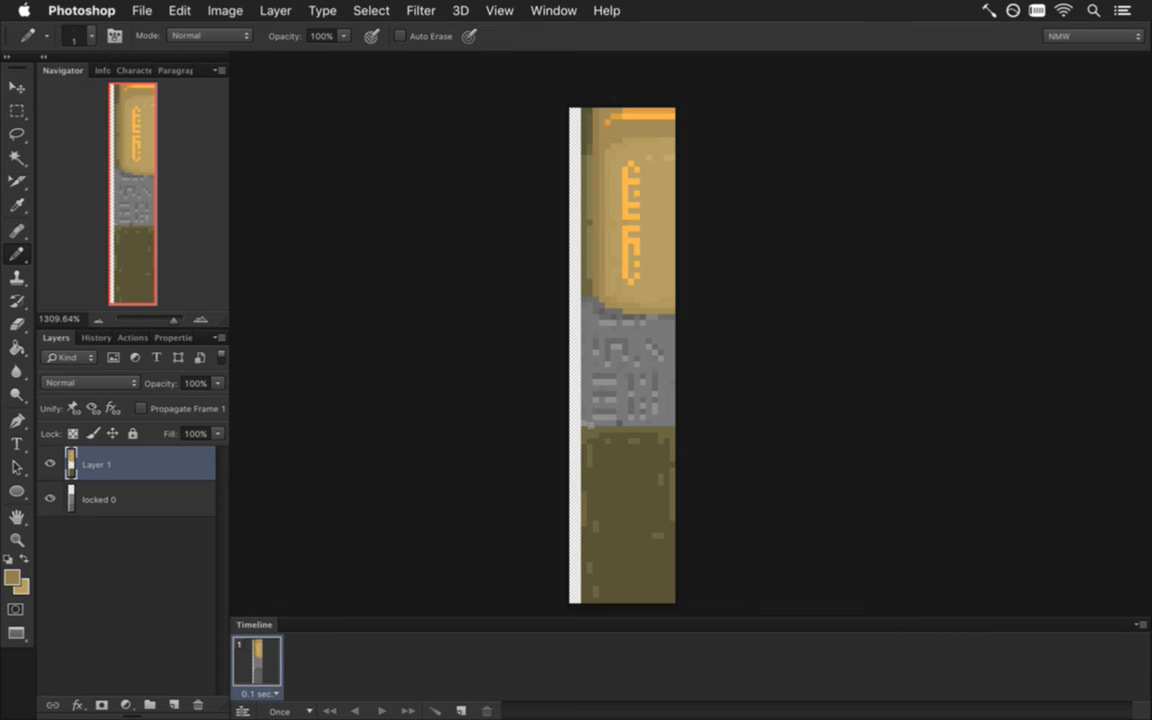 Photoshop File Edit Image Layer Type Select Filter 3D View Window Help
1 Mode: Normal Opacity: 100% Auto Erase NMW
Navigator Info Characte Paragrap
1309.64%
Layers History Actions Propertie
Kind
Normal Opacity: 100%
Unify: Propagate Frame 1
Lock: Fill: 100%
Layer 1
locked 0
Timeline
1
0.1 sec.
Once